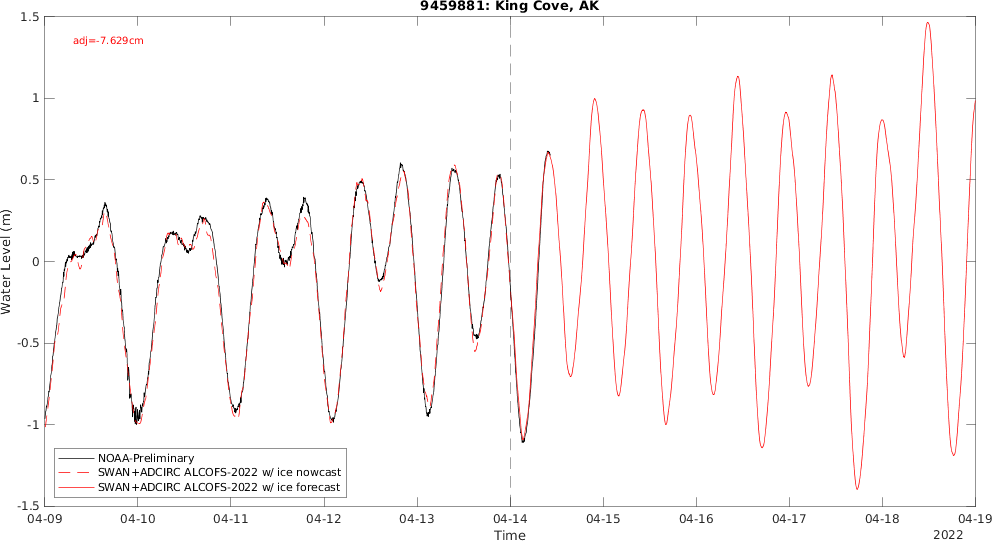 9459881: King Cove, AK
adj=-7.629cm
Water Level (m)
1.5
1
0.5
0
-0.5
-1
-1.5
NOAA-Preliminary
SWAN+ADCIRC ALCOFS-2022 w/ ice nowcast
SWAN+ADCIRC ALCOFS-2022 w/ ice forecast
04-09 04-10 04-11 04-12 04-13 04-14 04-15 04-16 04-17 04-18 04-19
Time
2022